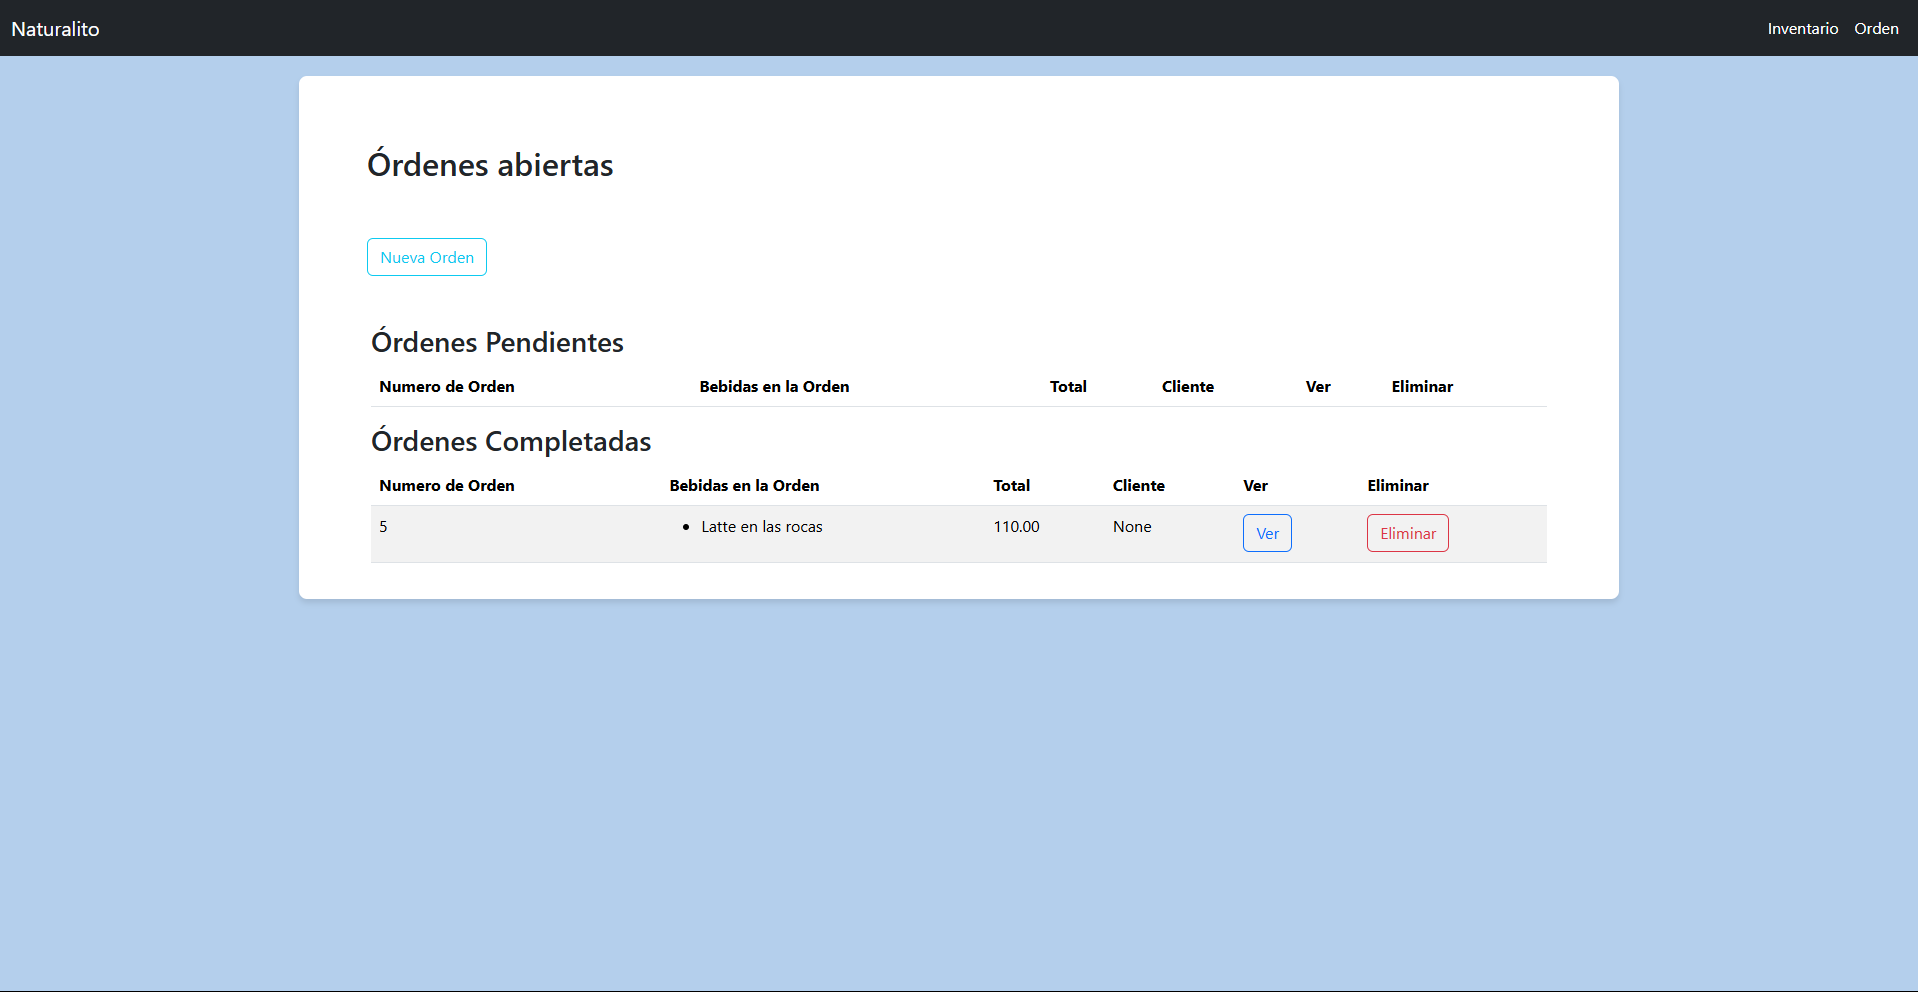 Naturalito Inventario Orden
Órdenes abiertas
Nueva Orden
Órdenes Pendientes
Numero de Orden Bebidas en la Orden Total Cliente Ver Eliminar
Órdenes Completadas
Numero de Orden Bebidas en la Orden Total Cliente Ver Eliminar
5 • Latte en las rocas 110.00 None Ver Eliminar